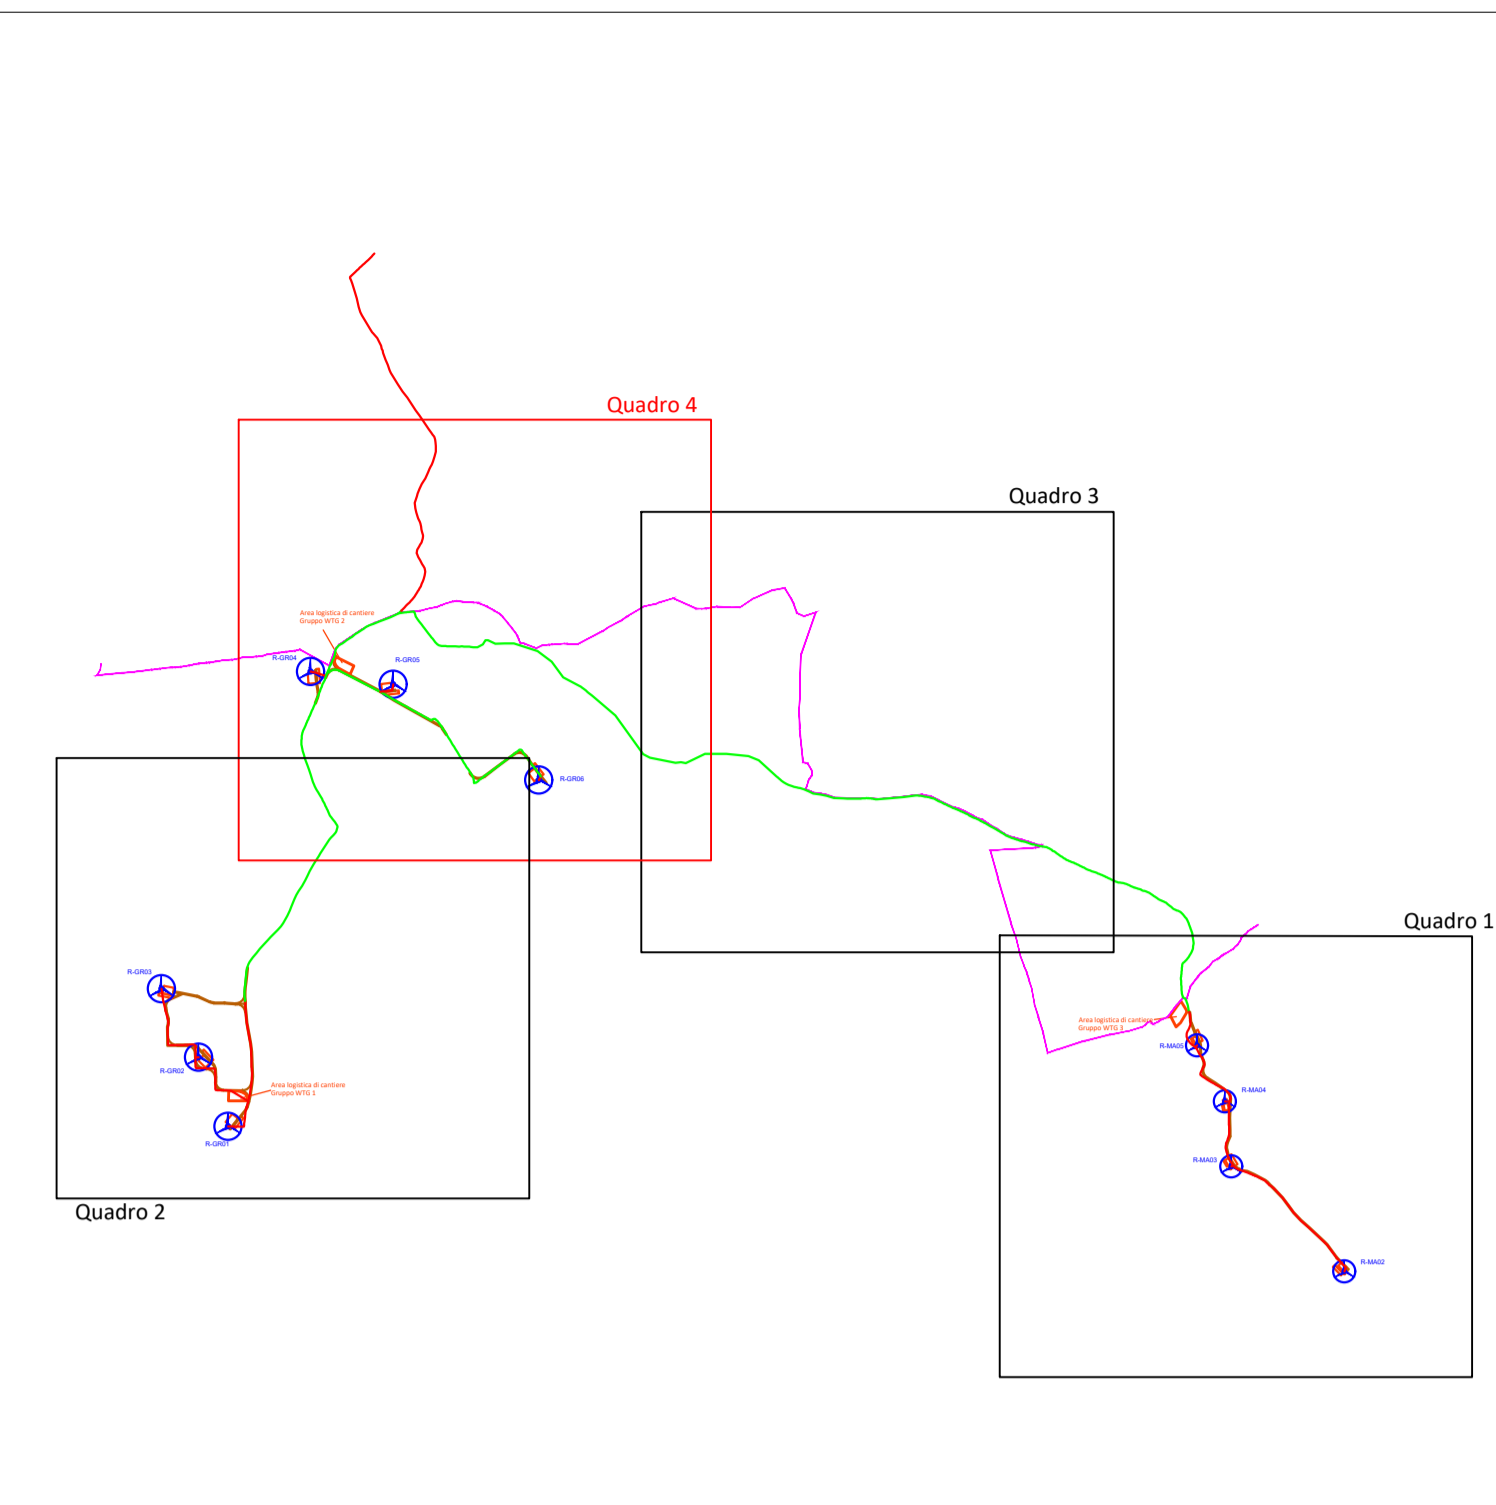 Quadro 4
Quadro 3
Area logistica di cantiere
Gruppo WTG 2
R-GR04
R-GR05
R-GR06
Quadro 1
R-GR03
Area logistica di cantiere
Gruppo WTG 3
R-MA05
R-GR02
Area logistica di cantiere
Gruppo WTG 1
R-MA04
R-GR01
R-MA03
Quadro 2
R-MA02